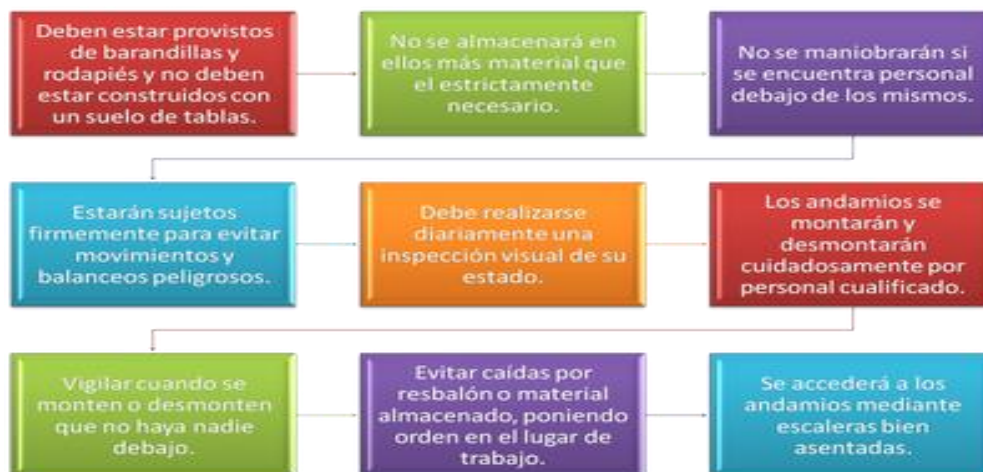 Deben estar provistos
de barandillas y
rodapiés y no deben
estar construidos con
un suelo de tablas.
No se almacenará en
ellos más material que
el estrictamente
necesario.
No se maniobrarán si
se encuentra personal
debajo de los mismos.
Estarán sujetos
firmemente para evitar
movimientos y
balanceos peligrosos.
Debe realizarse
diariamente una
inspección visual de su
estado.
Los andamios se
montarán y
desmontarán
cuidadosamente por
personal cualificado.
Vigilar cuando se
monten o desmonten
que no haya nadie
debajo.
Evitar caídas por
resbalón o material
almacenado, poniendo
orden en el lugar de
trabajo.
Se accederá a los
andamios mediante
escaleras bien
asentadas.